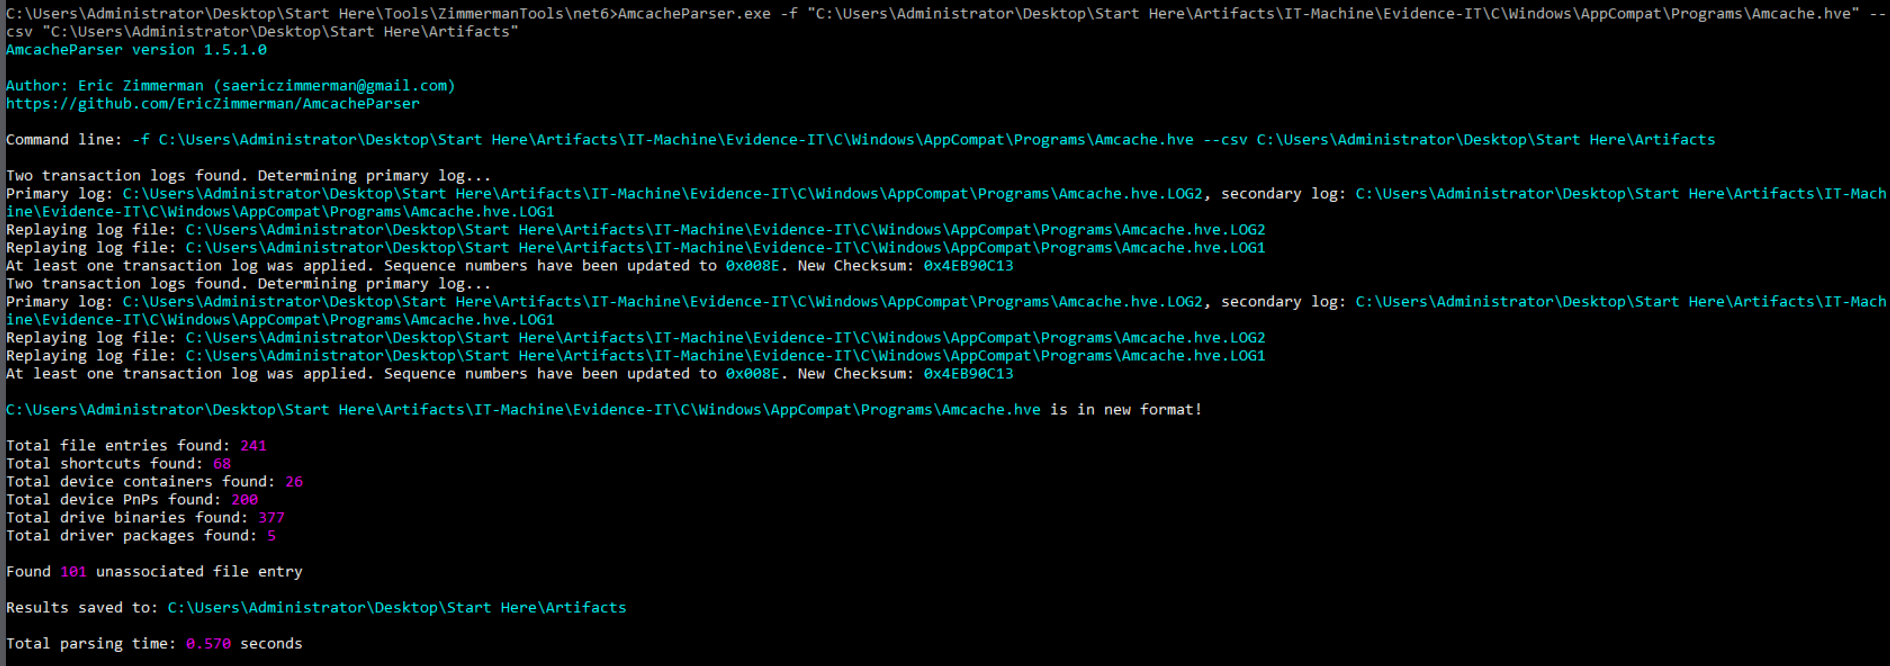 C:\Users\Administrator\Desktop\Start Here\Tools\ZimmermanTools\net6>AmcacheParser.exe -f "C:\Users\Administrator\Desktop\Start Here\Artifacts\IT-Machine\Evidence-IT\C\Windows\AppCompat\Programs\Amcache.hve" --
csv "C:\Users\Administrator\Desktop\Start Here\Artifacts"
AmcacheParser version 1.5.1.0
Author: Eric Zimmerman (saericzimmerman@gmail.com)
https://github.com/EricZimmerman/AmcacheParser
Command line: -f C:\Users\Administrator\Desktop\Start Here\Artifacts\IT-Machine\Evidence-IT\C\Windows\AppCompat\Programs\Amcache.hve --csv C:\Users\Administrator\Desktop\Start Here\Artifacts
Two transaction logs found. Determining primary log...
Primary log: C:\Users\Administrator\Desktop\Start Here\Artifacts\IT-Machine\Evidence-IT\C\Windows\AppCompat\Programs\Amcache.hve.LOG2, secondary log: C:\Users\Administrator\Desktop\Start Here\Artifacts\IT-Mach
ine\Evidence-IT\C\Windows\AppCompat\Programs\Amcache.hve.LOG1
Replaying log file: C:\Users\Administrator\Desktop\Start Here\Artifacts\IT-Machine\Evidence-IT\C\Windows\AppCompat\Programs\Amcache.hve.LOG2
Replaying log file: C:\Users\Administrator\Desktop\Start Here\Artifacts\IT-Machine\Evidence-IT\C\Windows\AppCompat\Programs\Amcache.hve.LOG1
At least one transaction log was applied. Sequence numbers have been updated to 0x008E. New Checksum: 0x4EB90C13
Two transaction logs found. Determining primary log...
Primary log: C:\Users\Administrator\Desktop\Start Here\Artifacts\IT-Machine\Evidence-IT\C\Windows\AppCompat\Programs\Amcache.hve.LOG2, secondary log: C:\Users\Administrator\Desktop\Start Here\Artifacts\IT-Mach
ine\Evidence-IT\C\Windows\AppCompat\Programs\Amcache.hve.LOG1
Replaying log file: C:\Users\Administrator\Desktop\Start Here\Artifacts\IT-Machine\Evidence-IT\C\Windows\AppCompat\Programs\Amcache.hve.LOG2
Replaying log file: C:\Users\Administrator\Desktop\Start Here\Artifacts\IT-Machine\Evidence-IT\C\Windows\AppCompat\Programs\Amcache.hve.LOG1
At least one transaction log was applied. Sequence numbers have been updated to 0x008E. New Checksum: 0x4EB90C13
C:\Users\Administrator\Desktop\Start Here\Artifacts\IT-Machine\Evidence-IT\C\Windows\AppCompat\Programs\Amcache.hve is in new format!
Total file entries found: 241
Total shortcuts found: 68
Total device containers found: 26
Total device PnPs found: 200
Total drive binaries found: 377
Total driver packages found: 5
Found 101 unassociated file entry
Results saved to: C:\Users\Administrator\Desktop\Start Here\Artifacts
Total parsing time: 0.570 seconds